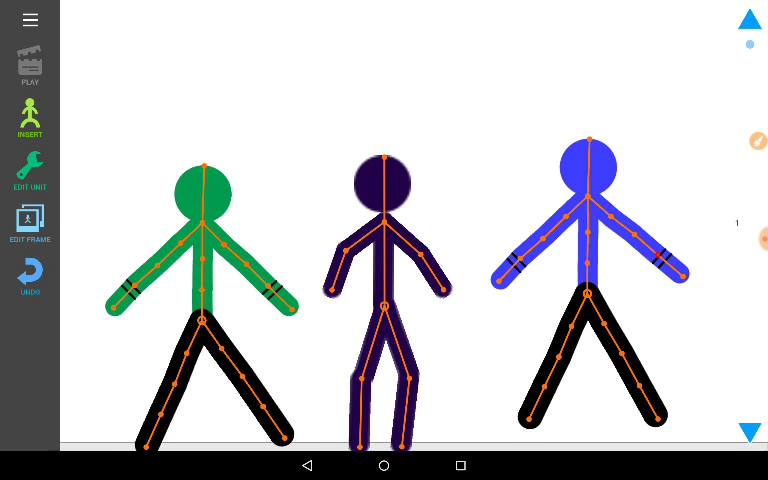 PLAY
INSERT
EDIT UNIT
EDIT FRAME
UNDO
1